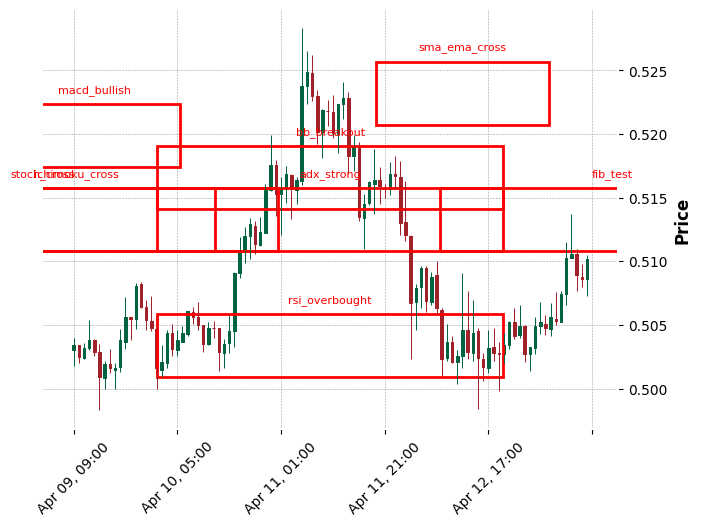 sma_ema_cross
macd_bullish
bb_breakout
stoch_cross
ichimoku_cross
adx_strong
fib_test
rsi_overbought
0.525
0.520
0.515
0.510
0.505
0.500
Price
Apr 09, 09:00
Apr 10, 05:00
Apr 11, 01:00
Apr 11, 21:00
Apr 12, 17:00